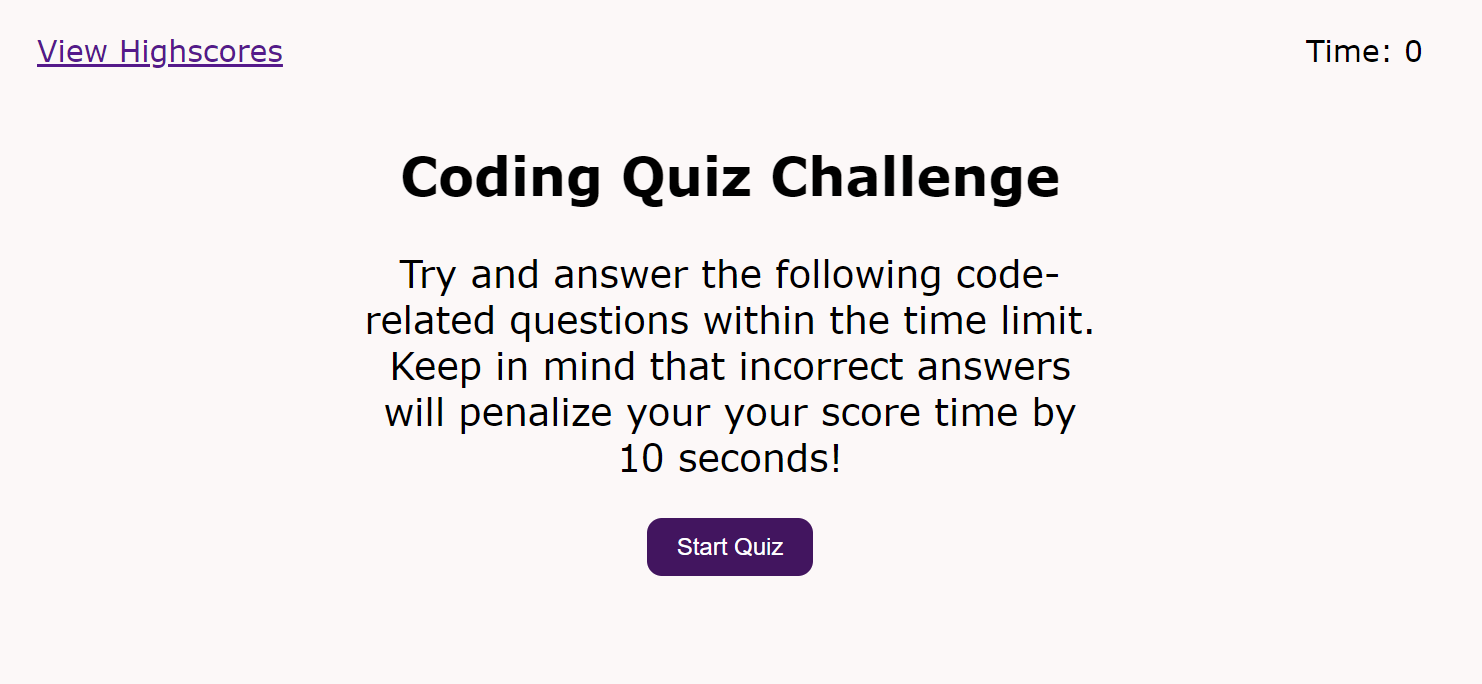 View Highscores
Time: 0
Coding Quiz Challenge
Try and answer the following code-
related questions within the time limit.
Keep in mind that incorrect answers
will penalize your your score time by
10 seconds!
Start Quiz